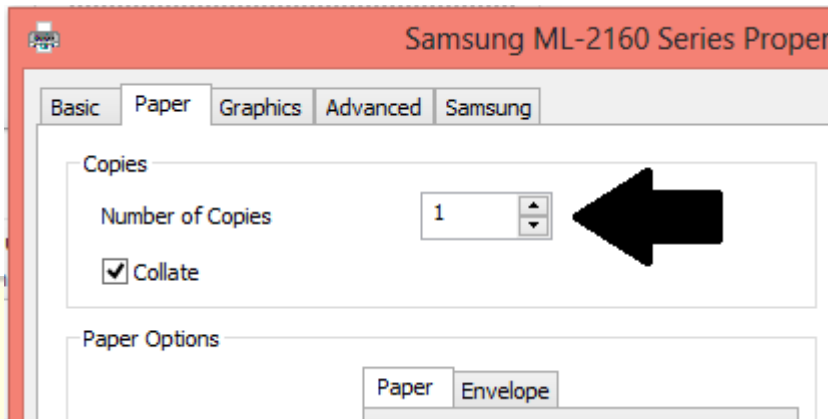 Samsung ML-2160 Series Proper
Basic Paper Graphics Advanced Samsung
Copies
Number of Copies 1
Collate
Paper Options
Paper Envelope